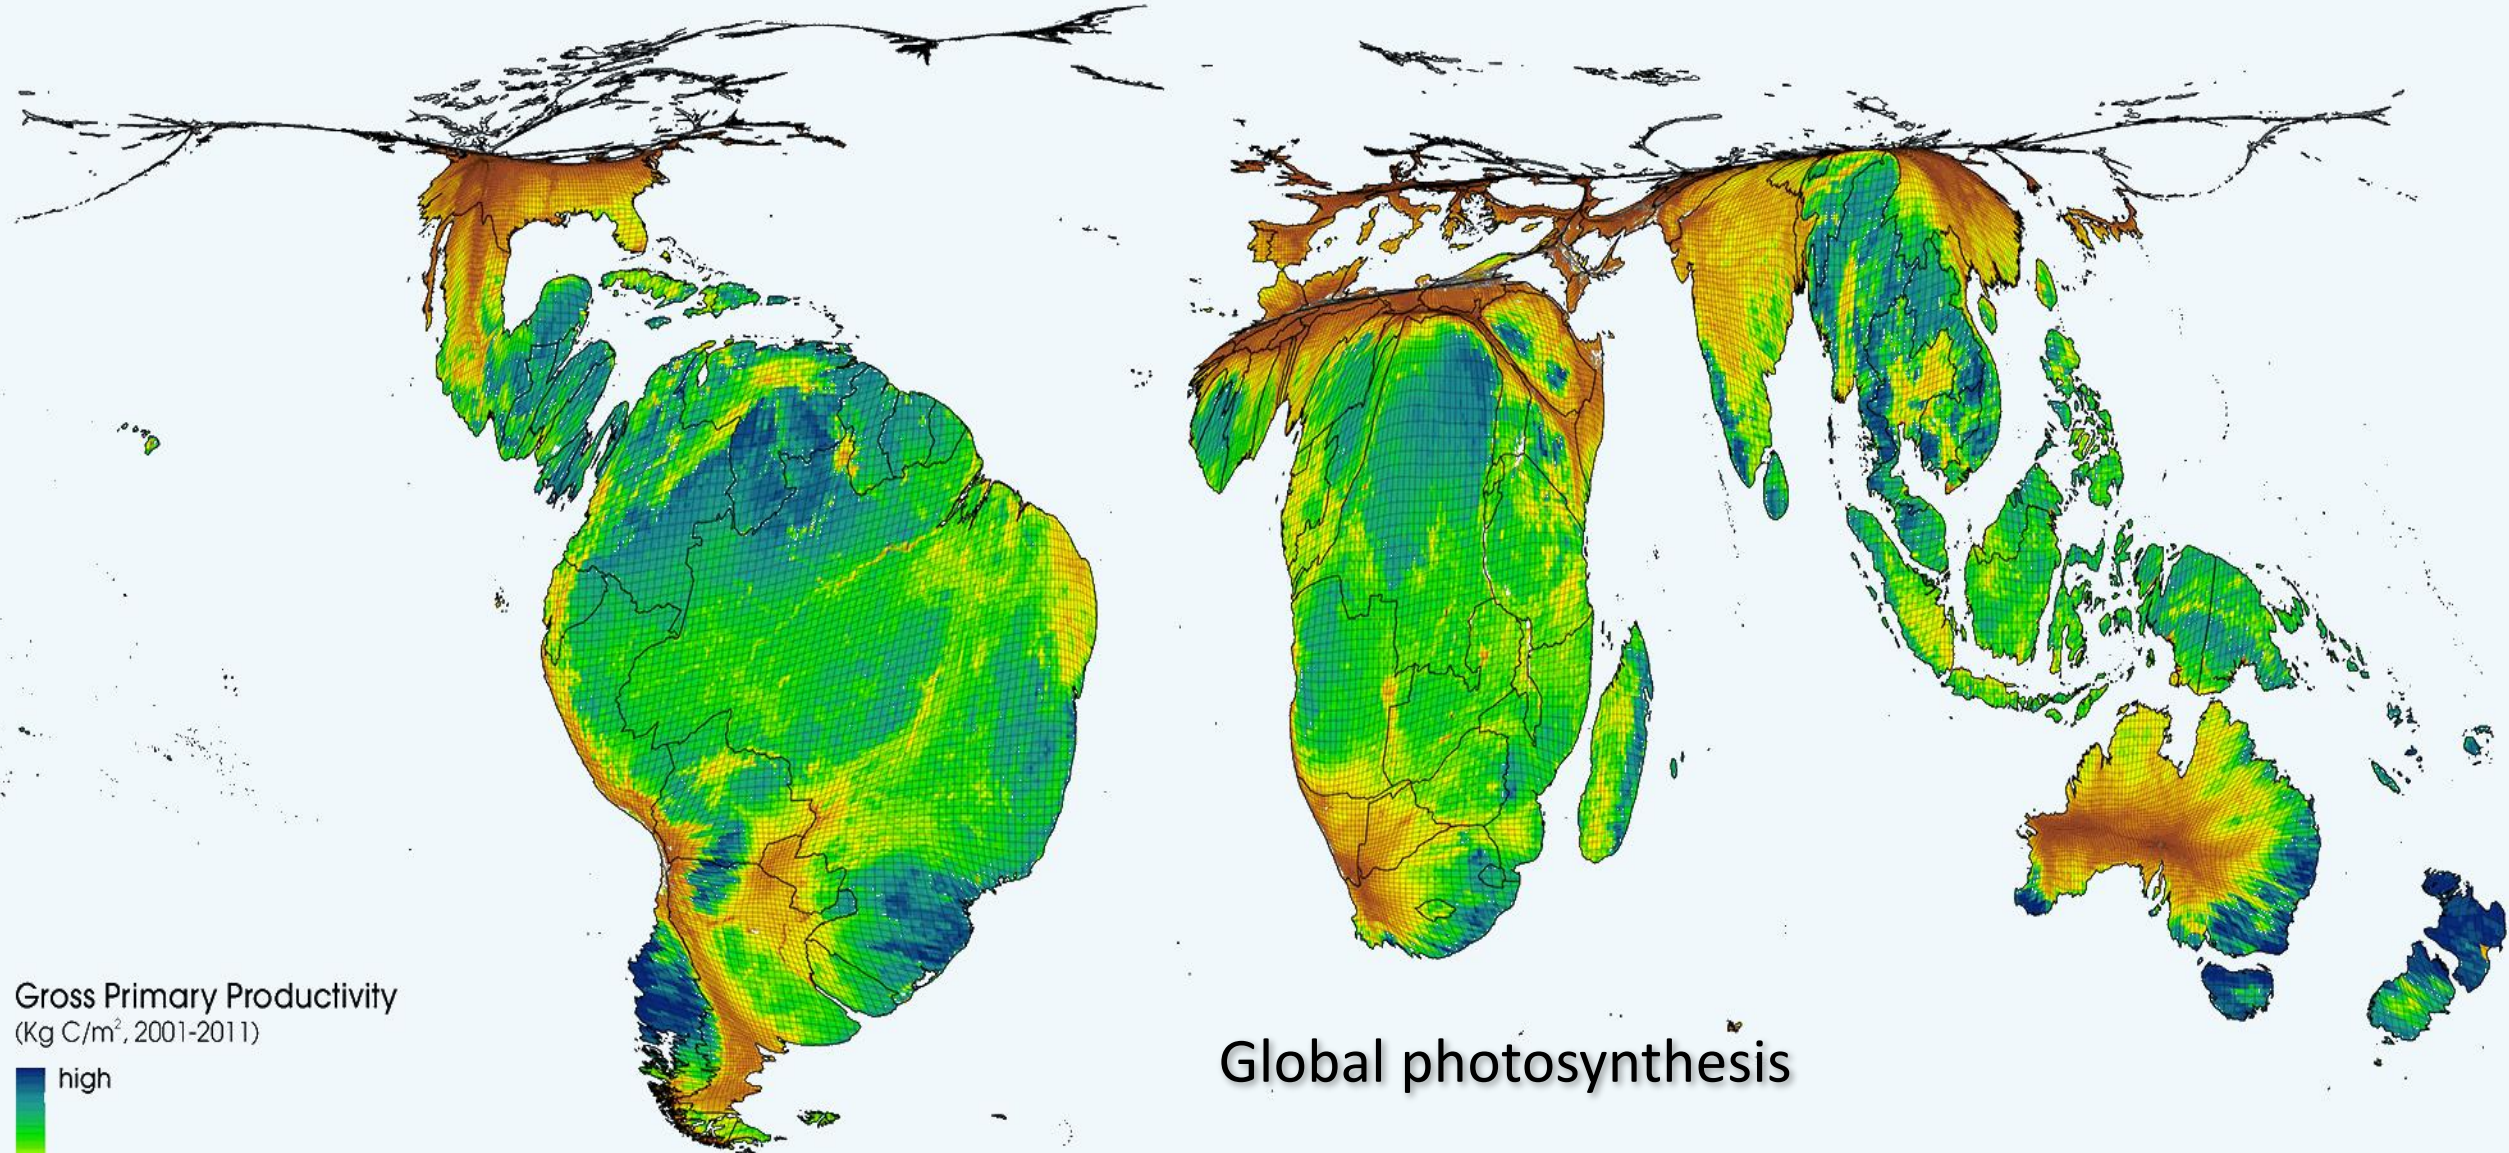 Gross Primary Productivity
(Kg C/m², 2001-2011)
high
Global photosynthesis